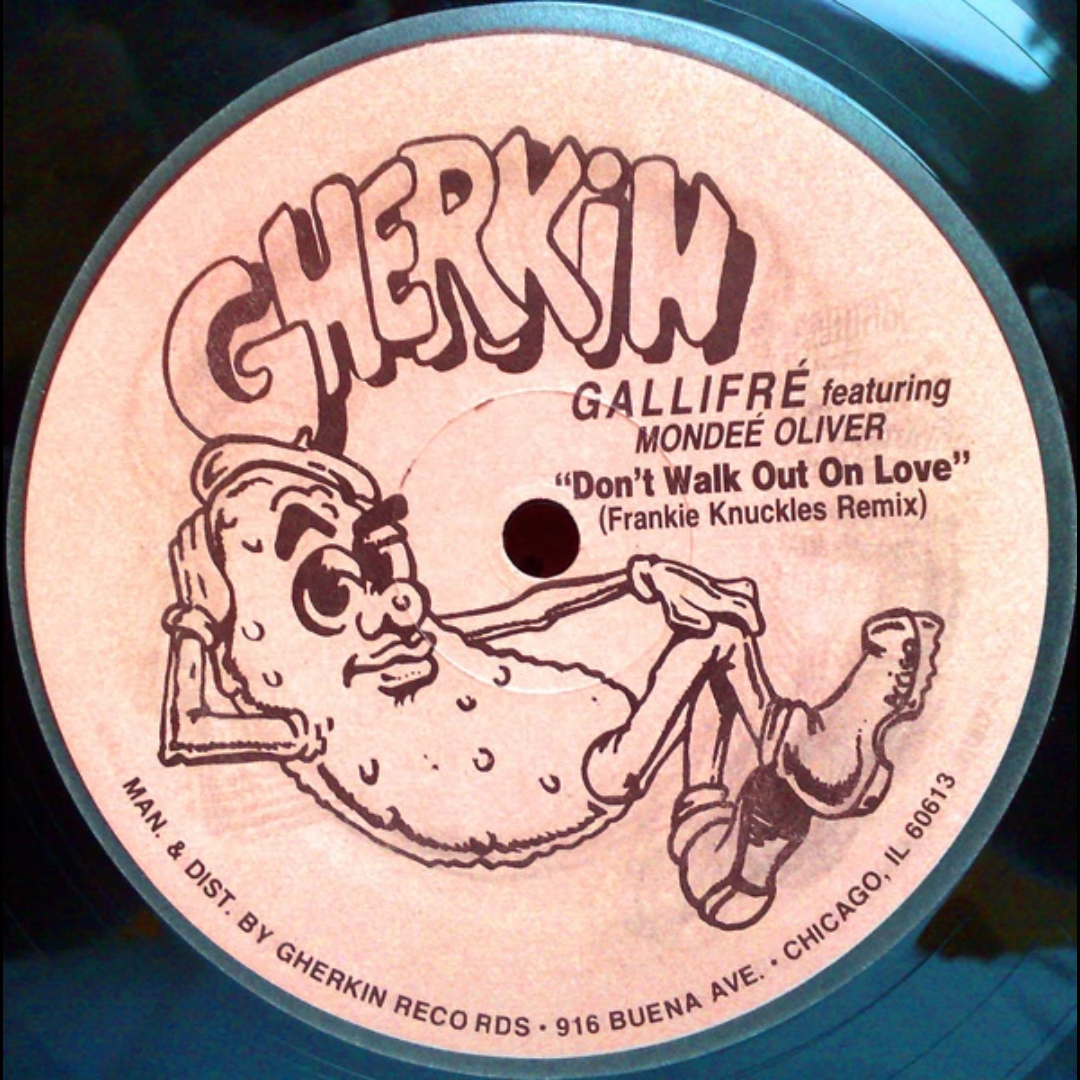 GHERKiN
GALLIFRÉ featuring
MONDEÉ OLIVER
“Don’t Walk Out On Love”
(Frankie Knuckles Remix)
MAN. & DIST. BY GHERKIN RECORDS • 916 BUENA AVE. • CHICAGO, IL 60613